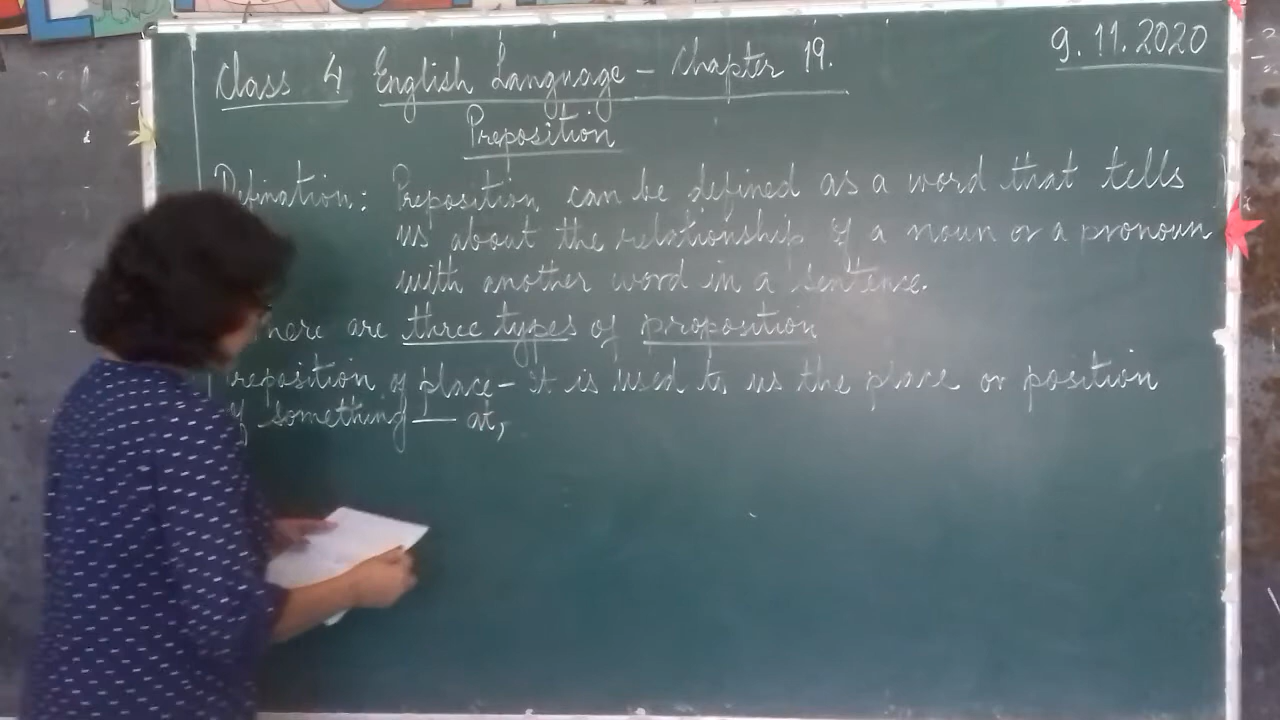 9.11.2020
Class 4 English Language - Chapter 19.
Preposition
Defination: Preposition can be defined as a word that tells
us about the relationship of a noun or a pronoun
with another word in a sentence.
here are three types of proposition
reposition of place - it is used to us the place or position
of something — at,